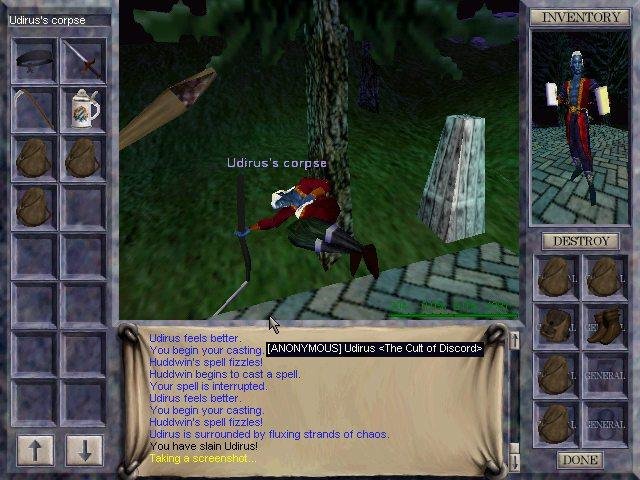 Udirus's corpse
INVENTORY
Udirus's corpse
DESTROY
GENERAL
GENERAL
Udirus feels better.
You begin your casting.
[ANONYMOUS] Udirus <The Cult of Discord>
Huddwin's spell fizzles!
Huddwin begins to cast a spell.
Your spell is interrupted.
Udirus feels better.
You begin your casting.
Huddwin's spell fizzles!
Udirus is surrounded by fluxing strands of chaos.
You have slain Udirus!
Taking a screenshot...
DONE